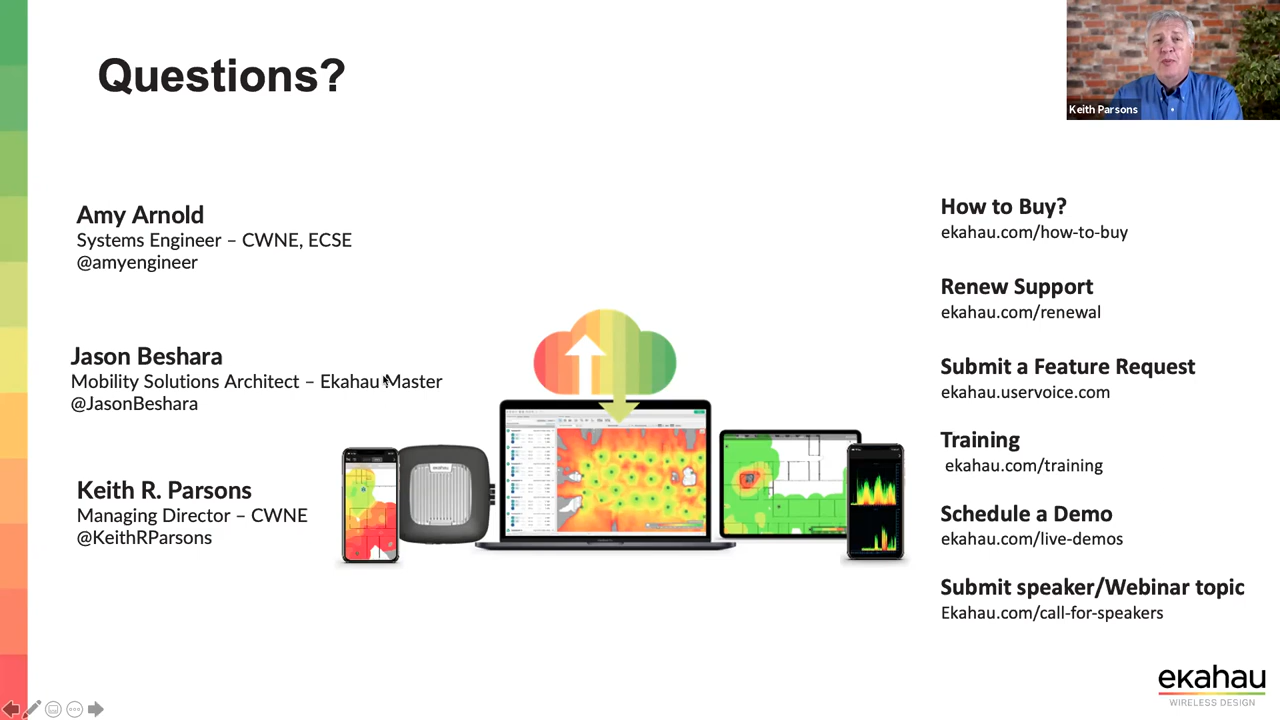 Questions?
Keith Parsons
Amy Arnold
Systems Engineer – CWNE, ECSE
@amyengineer
Jason Beshara
Mobility Solutions Architect – Ekahau Master
@JasonBeshara
Keith R. Parsons
Managing Director – CWNE
@KeithRParsons
ekahau
How to Buy?
ekahau.com/how-to-buy
Renew Support
ekahau.com/renewal
Submit a Feature Request
ekahau.uservoice.com
Training
ekahau.com/training
Schedule a Demo
ekahau.com/live-demos
Submit speaker/Webinar topic
Ekahau.com/call-for-speakers
ekahau
WIRELESS DESIGN